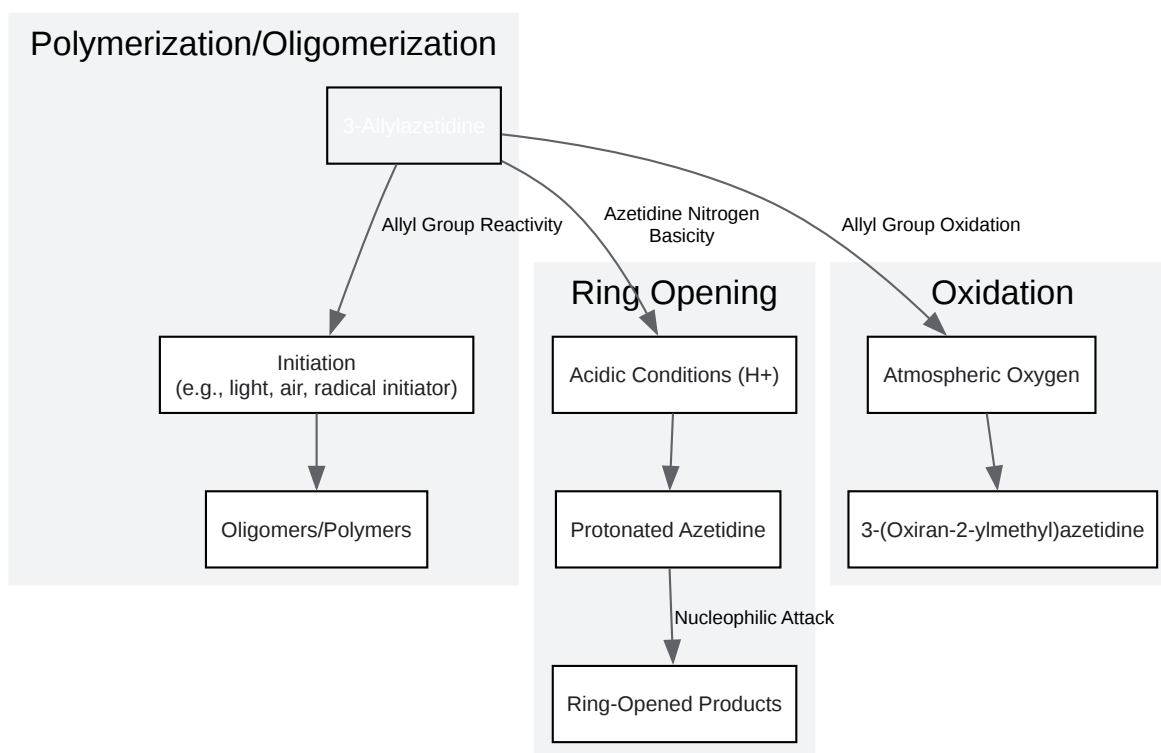 Polymerization/Oligomerization
3-Allylazetidine
Allyl Group Reactivity
Azetidine Nitrogen
Basicity
Allyl Group Oxidation
Ring Opening
Oxidation
Initiation
(e.g., light, air, radical initiator)
Acidic Conditions (H+)
Atmospheric Oxygen
Oligomers/Polymers
Protonated Azetidine
3-(Oxiran-2-ylmethyl)azetidine
Nucleophilic Attack
Ring-Opened Products